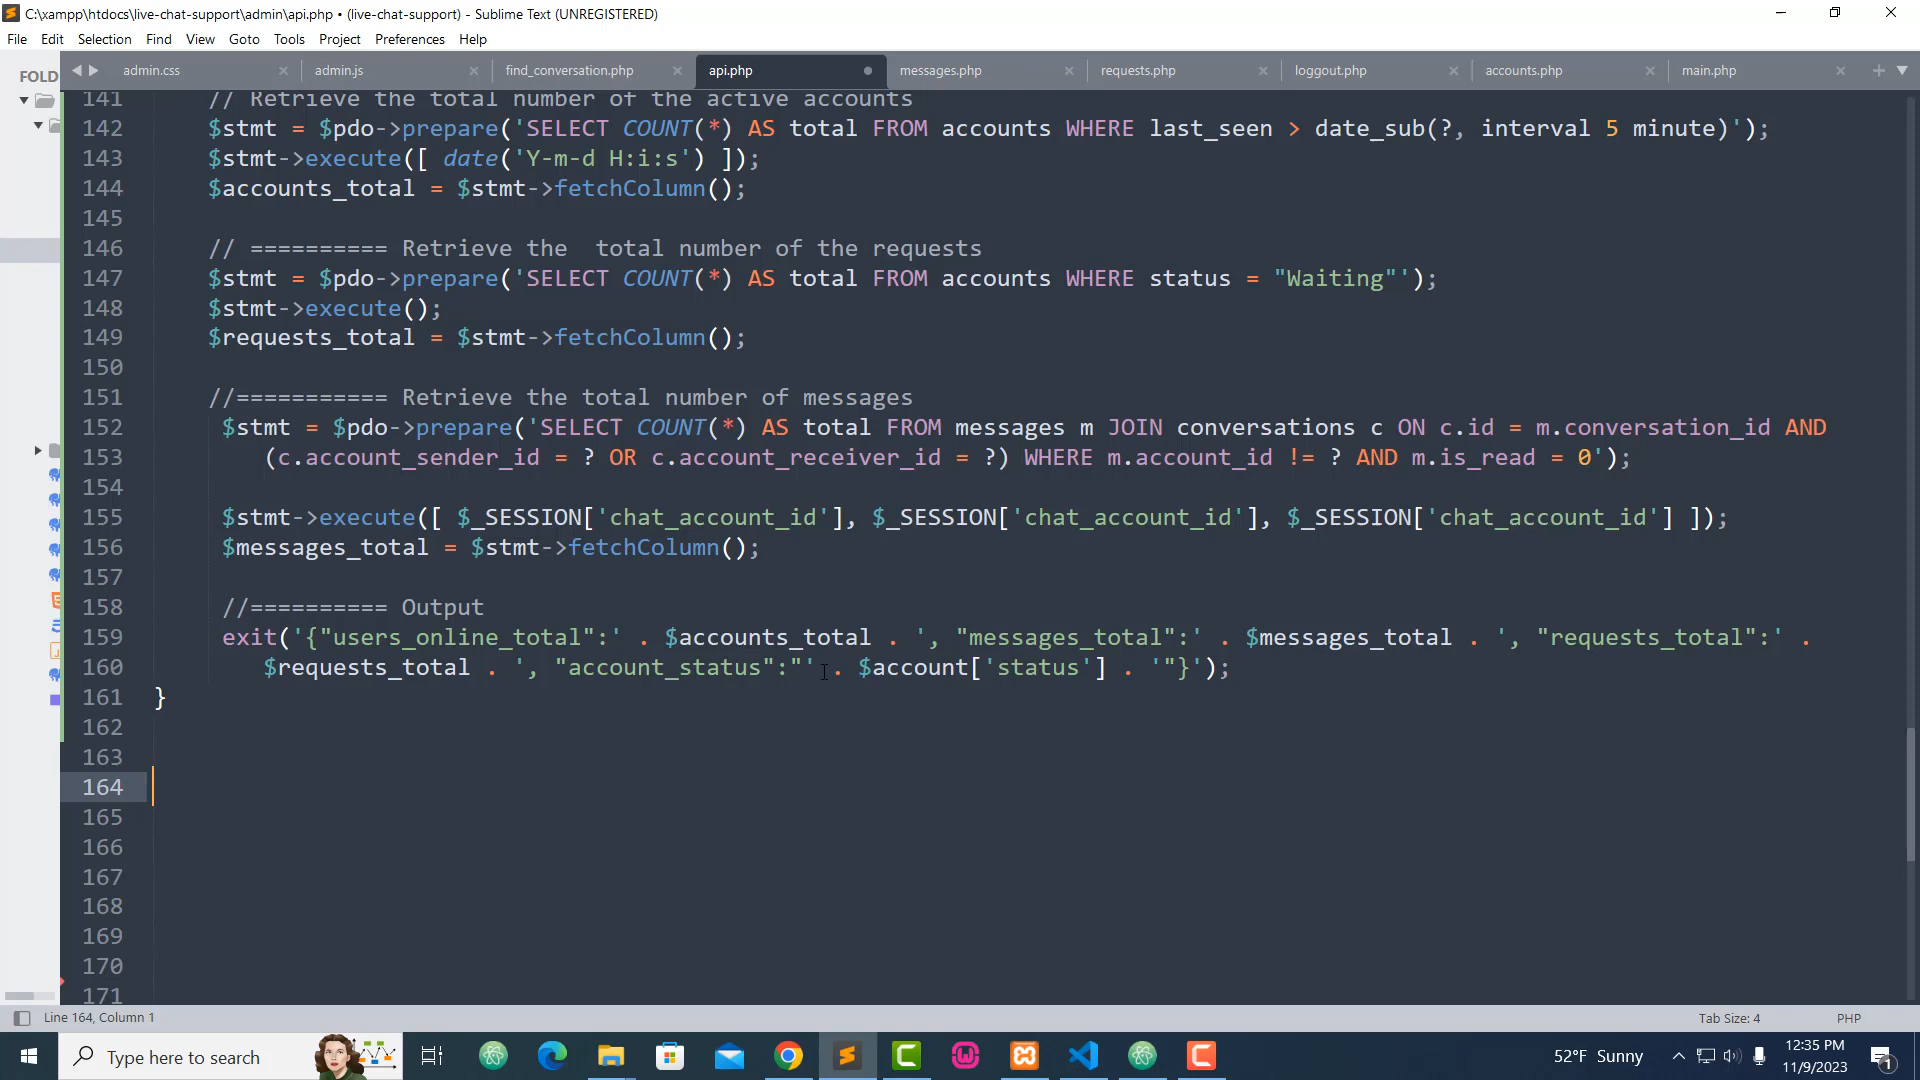 C:\xampp\htdocs\live-chat-support\admin\api.php • (live-chat-support) - Sublime Text (UNREGISTERED)
File Edit Selection Find View Goto Tools Project Preferences Help
FOLD
admin.css
admin.js
find_conversation.php
api.php
messages.php
requests.php
loggout.php
accounts.php
main.php
141 // Retrieve the total number of the active accounts
142 $stmt = $pdo->prepare('SELECT COUNT(*) AS total FROM accounts WHERE last_seen > date_sub(?, interval 5 minute)');
143 $stmt->execute([ date('Y-m-d H:i:s') ]);
144 $accounts_total = $stmt->fetchColumn();
145
146 // ========== Retrieve the  total number of the requests
147 $stmt = $pdo->prepare('SELECT COUNT(*) AS total FROM accounts WHERE status = "Waiting"');
148 $stmt->execute();
149 $requests_total = $stmt->fetchColumn();
150
151 //=========== Retrieve the total number of messages
152 $stmt = $pdo->prepare('SELECT COUNT(*) AS total FROM messages m JOIN conversations c ON c.id = m.conversation_id AND
153 (c.account_sender_id = ? OR c.account_receiver_id = ?) WHERE m.account_id != ? AND m.is_read = 0');
154
155 $stmt->execute([ $_SESSION['chat_account_id'], $_SESSION['chat_account_id'], $_SESSION['chat_account_id'] ]);
156 $messages_total = $stmt->fetchColumn();
157
158 //========== Output
159 exit('{"users_online_total":' . $accounts_total . ', "messages_total":' . $messages_total . ', "requests_total":' .
160 $requests_total . ', "account_status":"' . $account['status'] . '"}');
161 }
162
163
164
165
166
167
168
169
170
171
Line 164, Column 1
Tab Size: 4
PHP
Type here to search
52°F Sunny
12:35 PM
11/9/2023
1